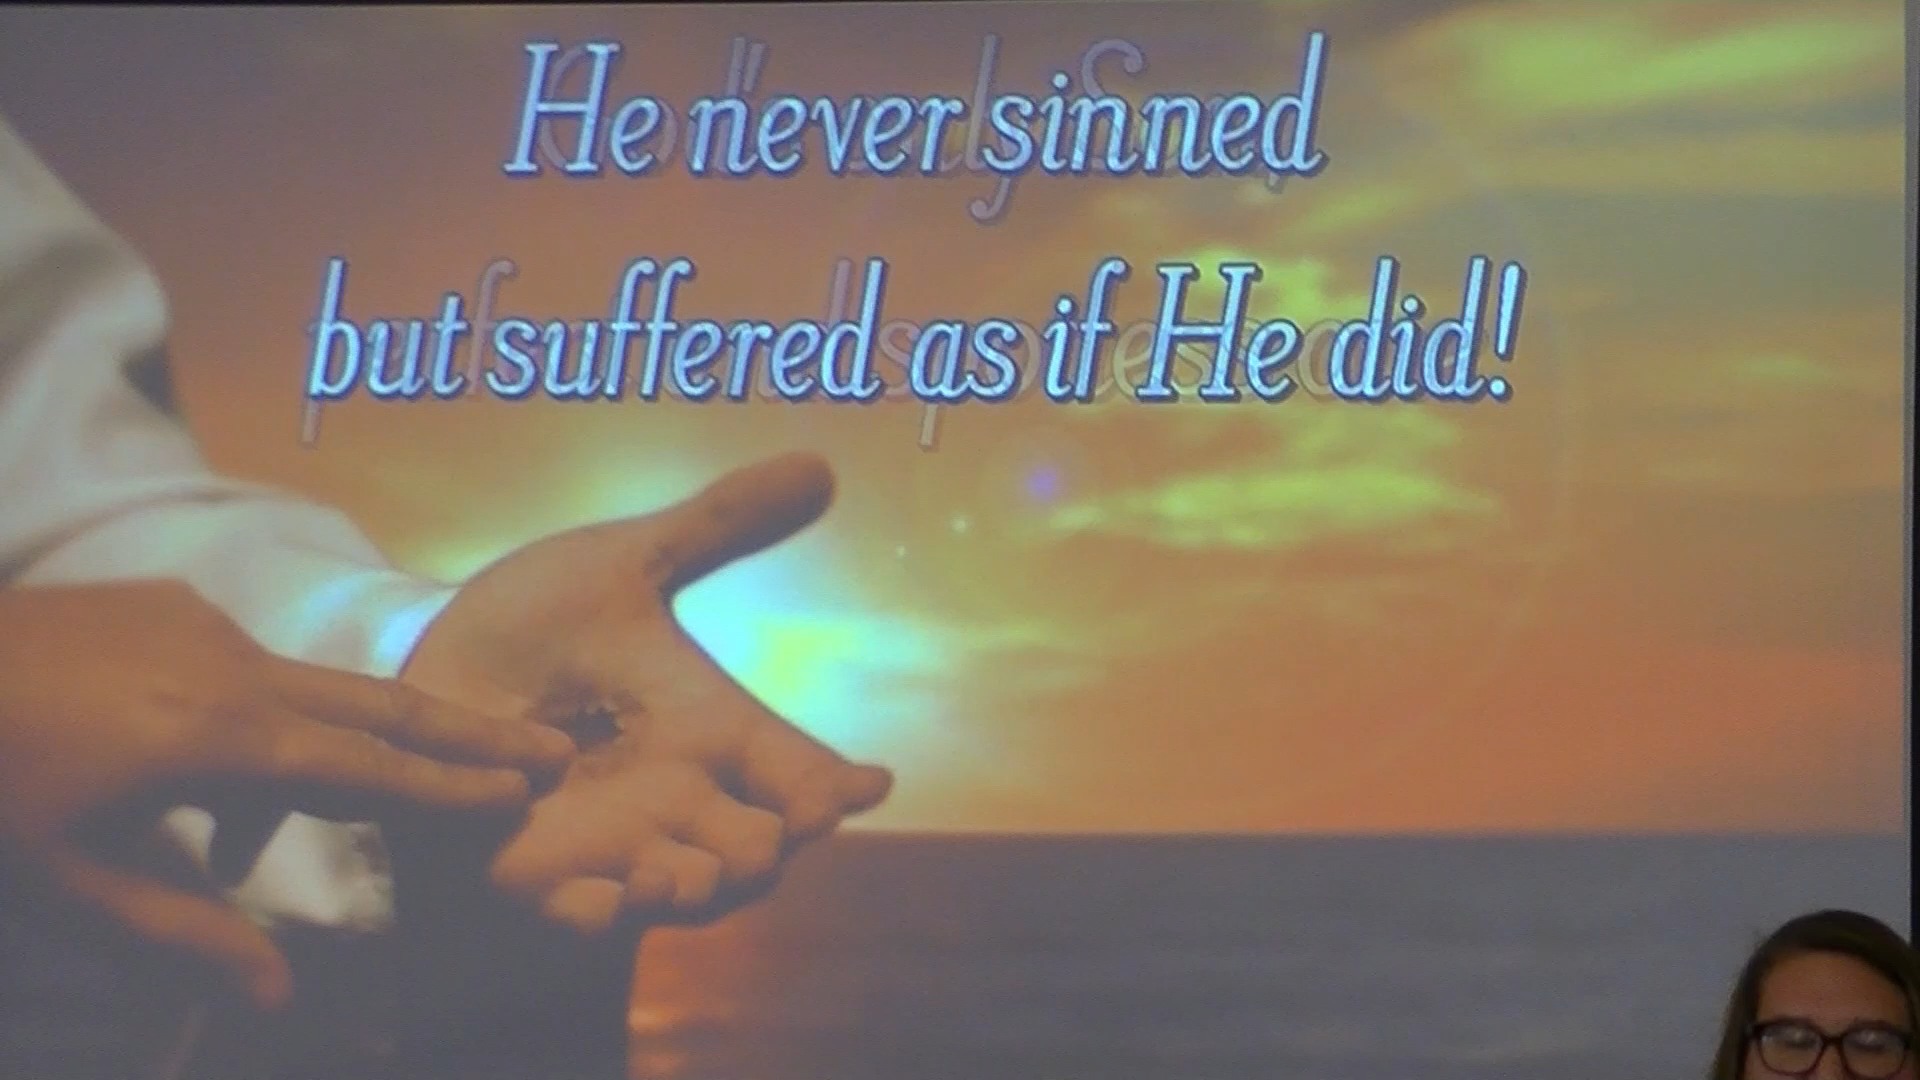 He never sinned
but suffered as if He did!